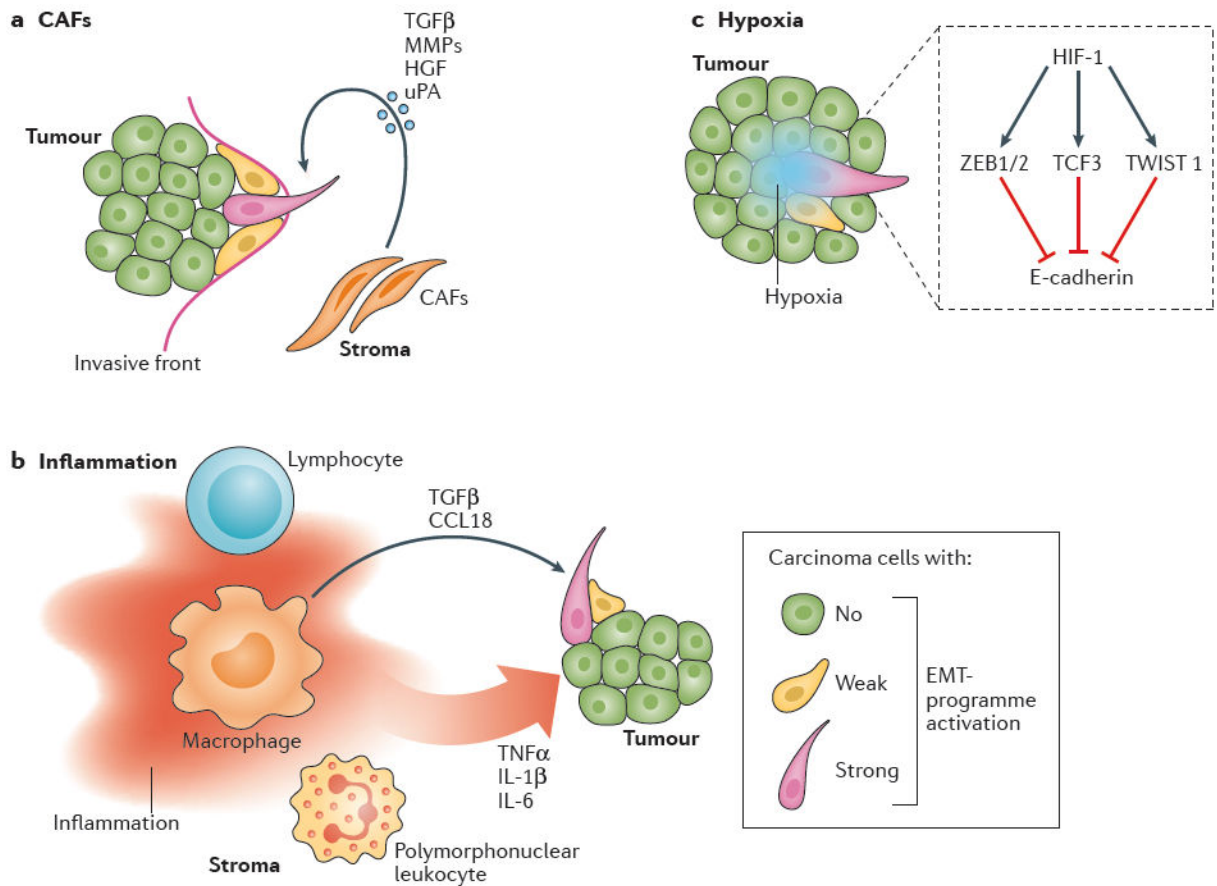 a CAFs
TGFβ
MMPs
HGF
uPA
Tumour
CAFs
Stroma
Invasive front
c Hypoxia
Tumour
HIF-1
ZEB1/2 TCF3 TWIST 1
E-cadherin
Hypoxia
b Inflammation
Lymphocyte
TGFβ
CCL18
Macrophage
Tumour
TNFα
IL-1β
IL-6
Inflammation
Stroma
Polymorphonuclear
leukocyte
Carcinoma cells with:
No
Weak
Strong
EMT-
programme
activation